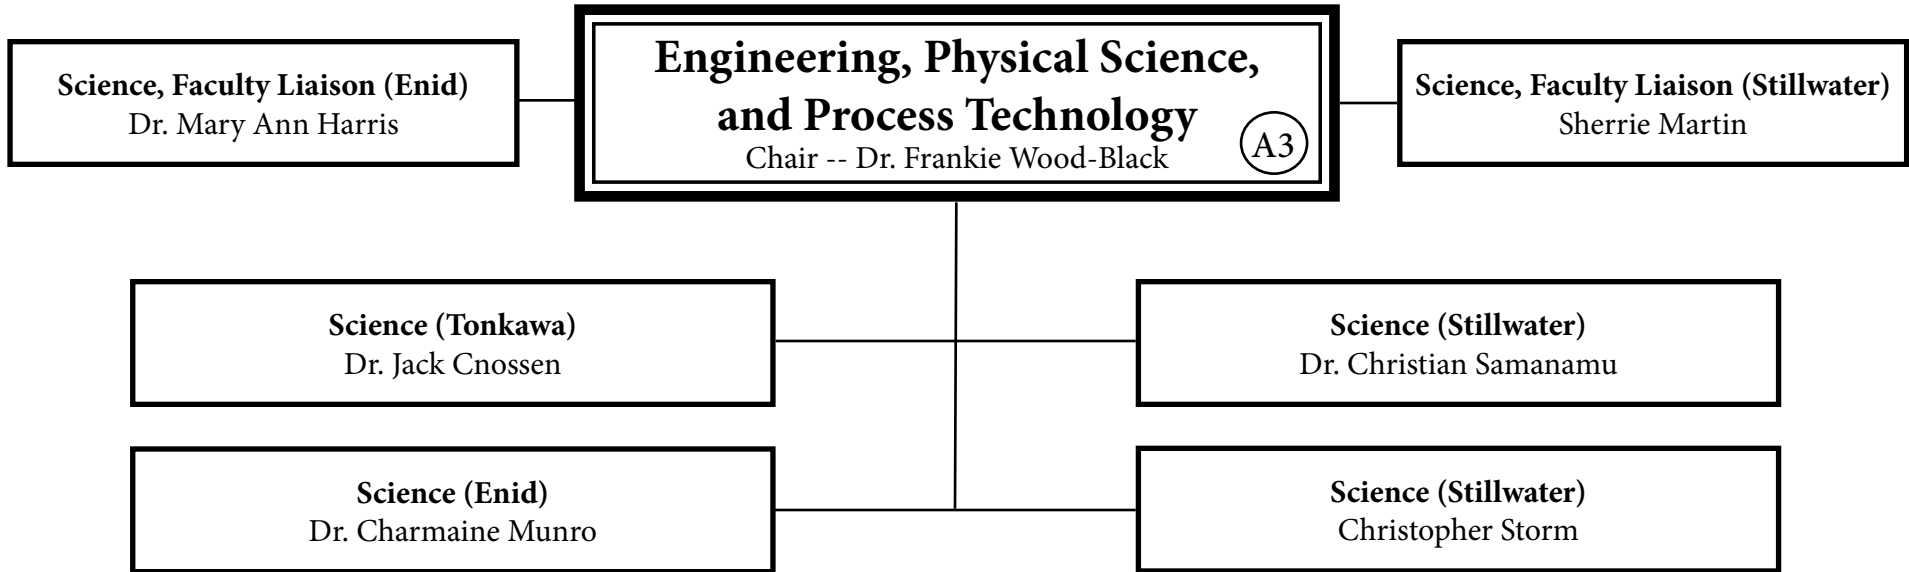 Science, Faculty Liaison (Enid)
Dr. Mary Ann Harris
Engineering, Physical Science,
and Process Technology
Chair -- Dr. Frankie Wood-Black
A3
Science, Faculty Liaison (Stillwater)
Sherrie Martin
Science (Tonkawa)
Dr. Jack Cnossen
Science (Stillwater)
Dr. Christian Samanamu
Science (Enid)
Dr. Charmaine Munro
Science (Stillwater)
Christopher Storm